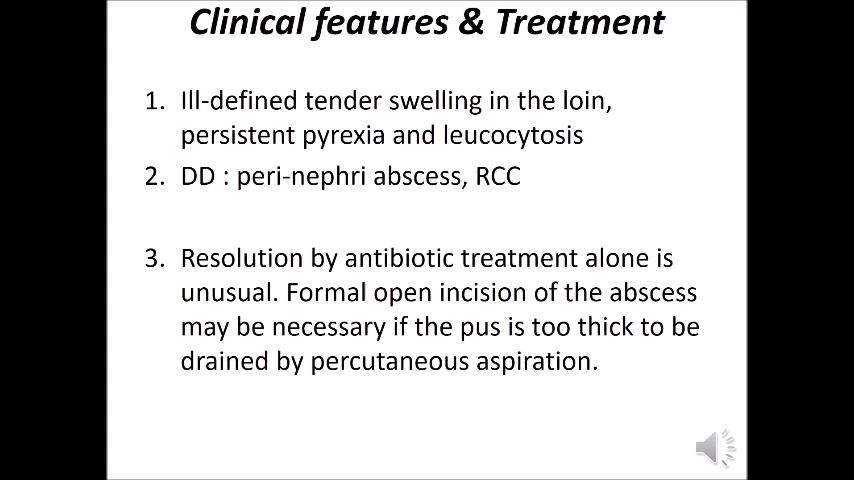 Clinical features & Treatment
1. Ill-defined tender swelling in the loin,
persistent pyrexia and leucocytosis
2. DD : peri-nephri abscess, RCC
3. Resolution by antibiotic treatment alone is
unusual. Formal open incision of the abscess
may be necessary if the pus is too thick to be
drained by percutaneous aspiration.